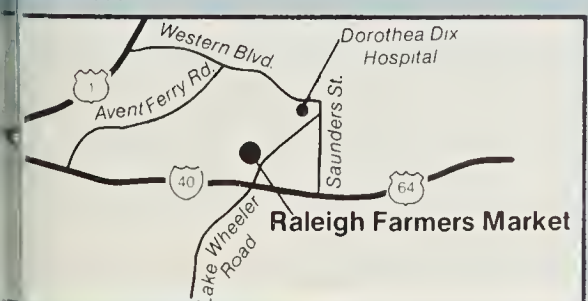 Western Blvd.
Dorothea Dix
Hospital
1
Avent Ferry Rd.
Saunders St.
40
64
Raleigh Farmers Market
Lake Wheeler
Road